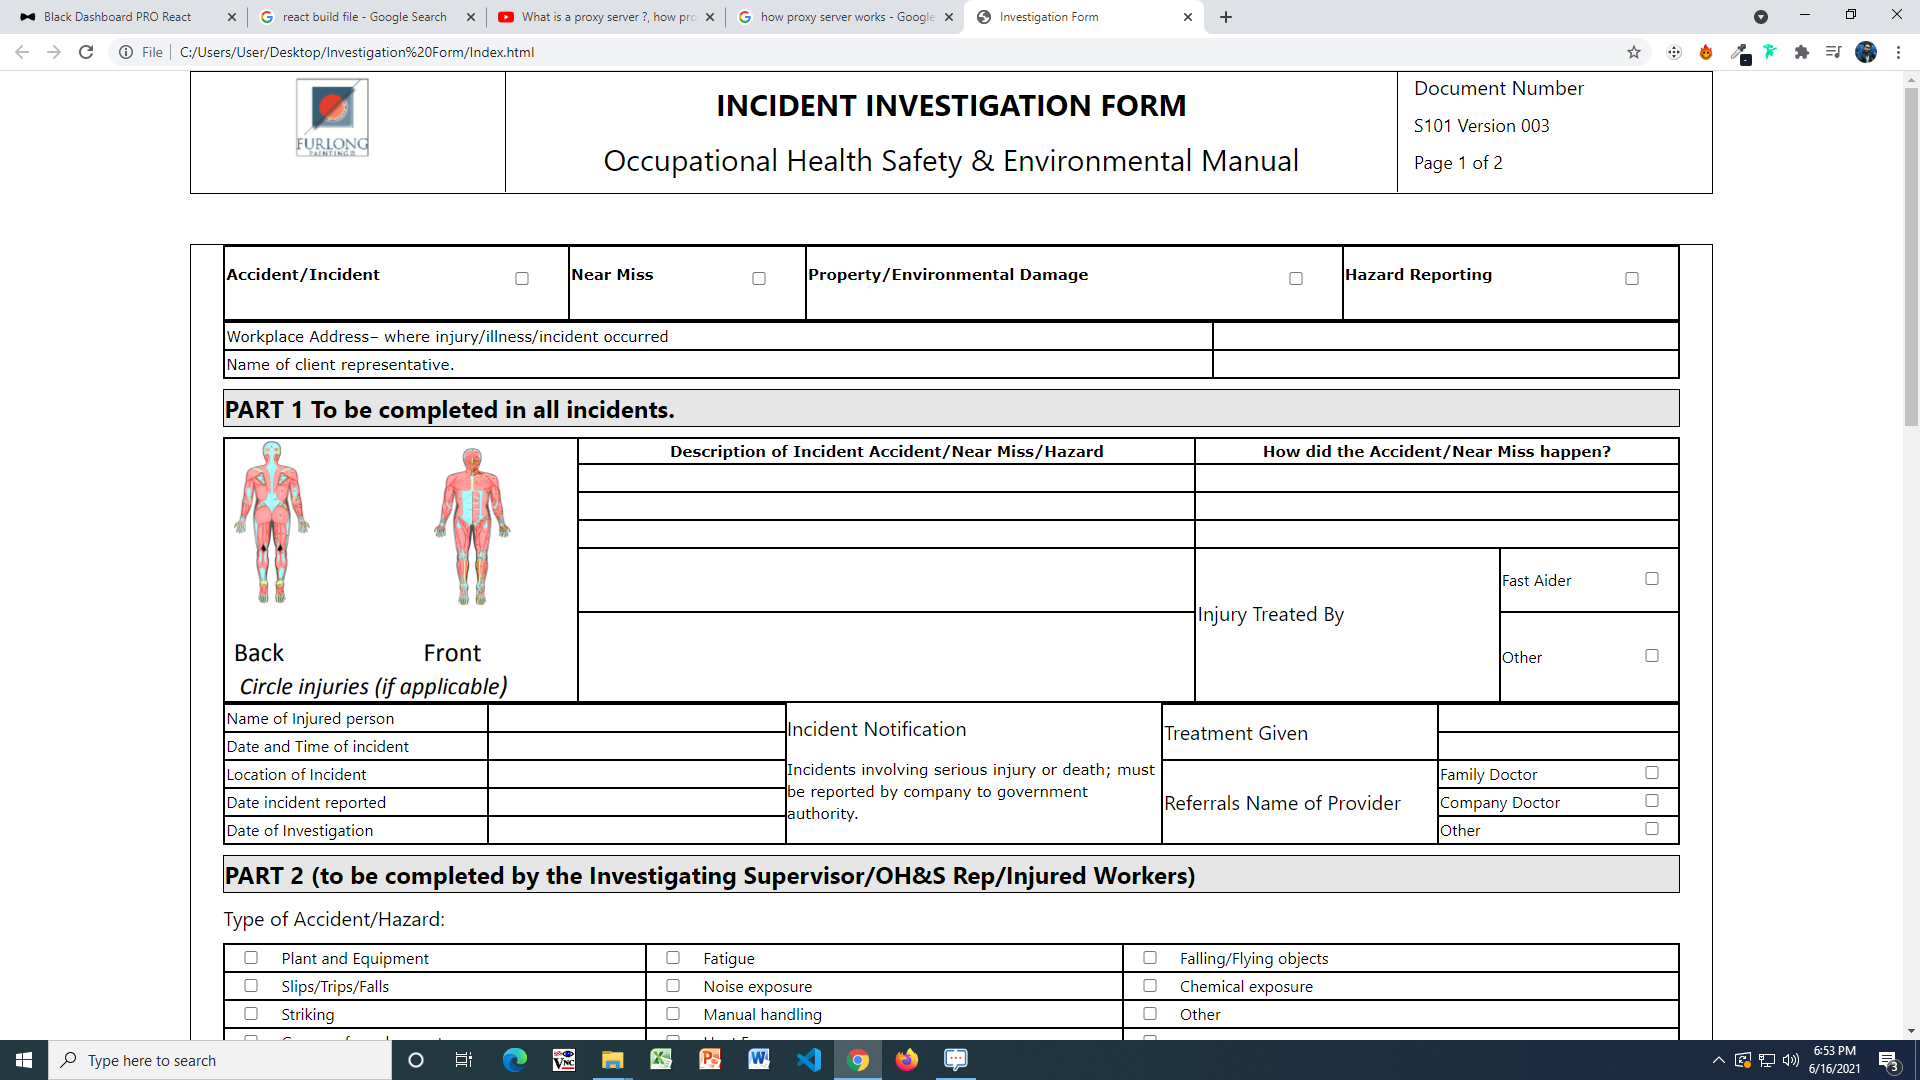 Black Dashboard PRO React
react build file - Google Search
What is a proxy server ?, how pro
how proxy server works - Google
Investigation Form
File
C:/Users/User/Desktop/Investigation%20Form/Index.html
FURLONG
PAINTING
INCIDENT INVESTIGATION FORM
Occupational Health Safety & Environmental Manual
Document Number
S101 Version 003
Page 1 of 2
Accident/Incident
Near Miss
Property/Environmental Damage
Hazard Reporting
Workplace Address– where injury/illness/incident occurred
Name of client representative.
PART 1 To be completed in all incidents.
Description of Incident Accident/Near Miss/Hazard
How did the Accident/Near Miss happen?
Injury Treated By
Fast Aider
Other
Back
Front
Circle injuries (if applicable)
Name of Injured person
Date and Time of incident
Location of Incident
Date incident reported
Date of Investigation
Incident Notification
Incidents involving serious injury or death; must
be reported by company to government
authority.
Treatment Given
Referrals Name of Provider
Family Doctor
Company Doctor
Other
PART 2 (to be completed by the Investigating Supervisor/OH&S Rep/Injured Workers)
Type of Accident/Hazard:
Plant and Equipment
Fatigue
Falling/Flying objects
Slips/Trips/Falls
Noise exposure
Chemical exposure
Striking
Manual handling
Other
Type here to search
VNC
6:53 PM
6/16/2021
3